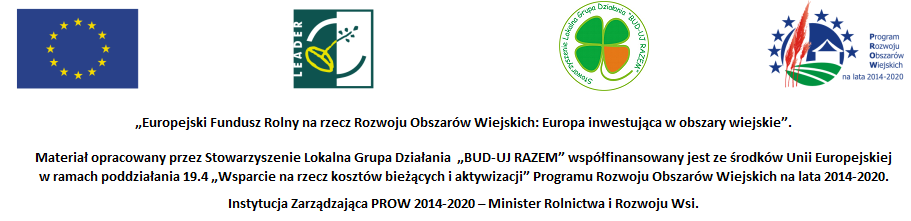 LEADER
Stowarzyszenie Lokalna Grupa Działania "BUD-UJ RAZEM"
Program
Rozwoju
Obszarów
Wiejskich
na lata 2014-2020
„Europejski Fundusz Rolny na rzecz Rozwoju Obszarów Wiejskich: Europa inwestująca w obszary wiejskie”.
Materiał opracowany przez Stowarzyszenie Lokalna Grupa Działania „BUD-UJ RAZEM” współfinansowany jest ze środków Unii Europejskiej
w ramach poddziałania 19.4 „Wsparcie na rzecz kosztów bieżących i aktywizacji” Programu Rozwoju Obszarów Wiejskich na lata 2014-2020.
Instytucja Zarządzająca PROW 2014-2020 – Minister Rolnictwa i Rozwoju Wsi.